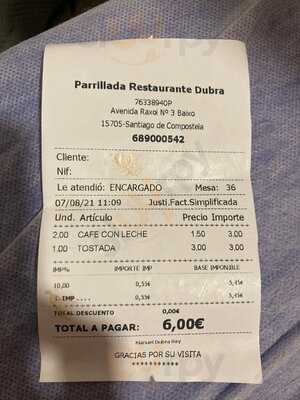 Parrillada Restaurante Dubra
76338940P
Avenida Raxoi Nº 3 Baixo
15705-Santiago de Compostela
689000542
Cliente:
Nif:
Le atendió: ENCARGADO Mesa: 36
07/08/21 11:09 Justi.Fact.Simplificada
Und. Artículo Precio Importe
2.00 CAFE CON LECHE 1.50 3.00
1.00 TOSTADA 3,00 3,00
IMP% IMPORTE IMP BASE IMPONIBLE
10,00 0,55€ 5,45€
IMP .... 0,55€ 5,45€
TOTAL DESCUENTO 0,00€
TOTAL A PAGAR: 6,00€
Manuel Dubra Rey
GRACIAS POR SU VISITA
***********